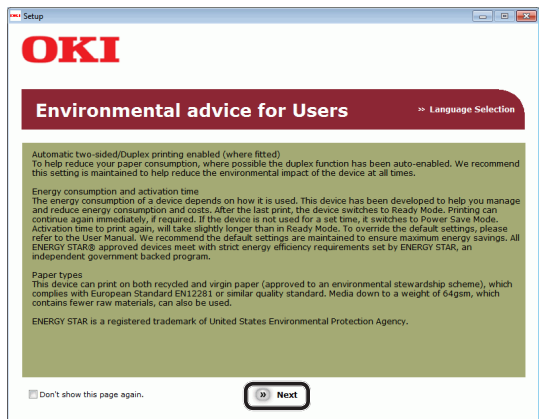 OKI Setup
OKI
Environmental advice for Users
» Language Selection
Automatic two-sided/Duplex printing enabled (where fitted)
To help reduce your paper consumption, where possible the duplex function has been auto-enabled. We recommend
this setting is maintained to help reduce the environmental impact of the device at all times.
Energy consumption and activation time
The energy consumption of a device depends on how it is used. This device has been developed to help you manage
and reduce energy consumption and costs. After the last print, the device switches to Ready Mode. Printing can
continue again immediately, if required. If the device is not used for a set time, it switches to Power Save Mode.
Activation time to print again, will take slightly longer than in Ready Mode. To override the default settings, please
refer to the User Manual. We recommend the default settings are maintained to ensure maximum energy savings. All
ENERGY STAR® approved devices meet with strict energy efficiency requirements set by ENERGY STAR, an
independent government backed program.
Paper types
This device can print on both recycled and virgin paper (approved to an environmental stewardship scheme), which
complies with European Standard EN12281 or similar quality standard. Media down to a weight of 64gsm, which
contains fewer raw materials, can also be used.
ENERGY STAR is a registered trademark of United States Environmental Protection Agency.
Don't show this page again.
» Next